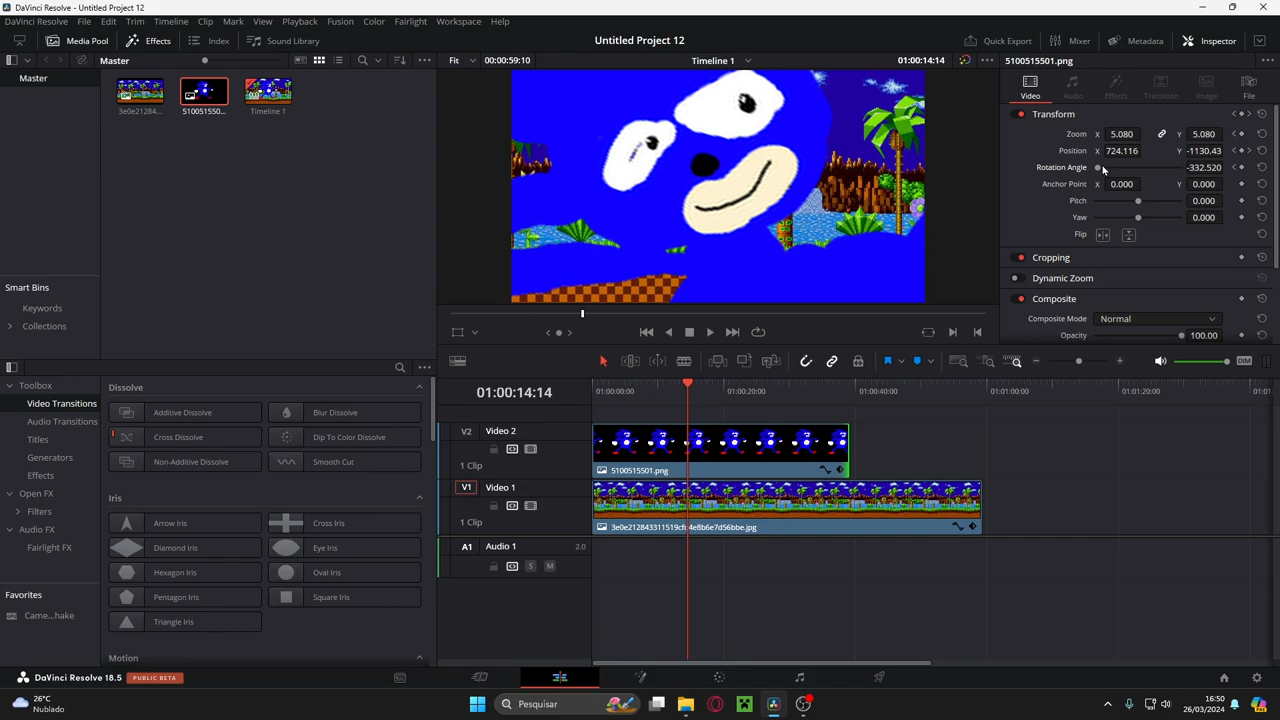 DaVinci Resolve - Untitled Project 12
DaVinci Resolve File Edit Trim Timeline Clip Mark View Playback Fusion Color Fairlight Workspace Help
Media Pool Effects Index Sound Library Untitled Project 12 Quick Export Mixer Metadata Inspector
Master Fit 00:00:59:10 Timeline 1 01:00:14:14 5100515501.png
Master
3e0e21284... 510051550... Timeline 1
Video Audio Effects Transition Image File
Transform
Zoom X 5.080 Y 5.080
Position X 724.116 Y -1130.43
Rotation Angle -332.520
Anchor Point X 0.000 Y 0.000
Pitch 0.000
Yaw 0.000
Flip
Cropping
Dynamic Zoom
Composite
Composite Mode Normal
Opacity 100.00
Smart Bins
Keywords
Collections
DIM
Toolbox
Video Transitions
Audio Transitions
Titles
Generators
Effects
Open FX
Filters
Audio FX
Fairlight FX
Favorites
Came...hake
Dissolve
Additive Dissolve Blur Dissolve
Cross Dissolve Dip To Color Dissolve
Non-Additive Dissolve Smooth Cut
Iris
Arrow Iris Cross Iris
Diamond Iris Eye Iris
Hexagon Iris Oval Iris
Pentagon Iris Square Iris
Triangle Iris
Motion
01:00:14:14 01:00:00:00 01:00:20:00 01:00:40:00 01:01:00:00 01:01:20:00 01:01
V2 Video 2
1 Clip 5100515501.png
V1 Video 1
1 Clip 3e0e212843311519cfc4e8b6e7d56bbe.jpg
A1 Audio 1 2.0
S M
DaVinci Resolve 18.5 PUBLIC BETA
26°C
Nublado
Pesquisar
16:50
26/03/2024